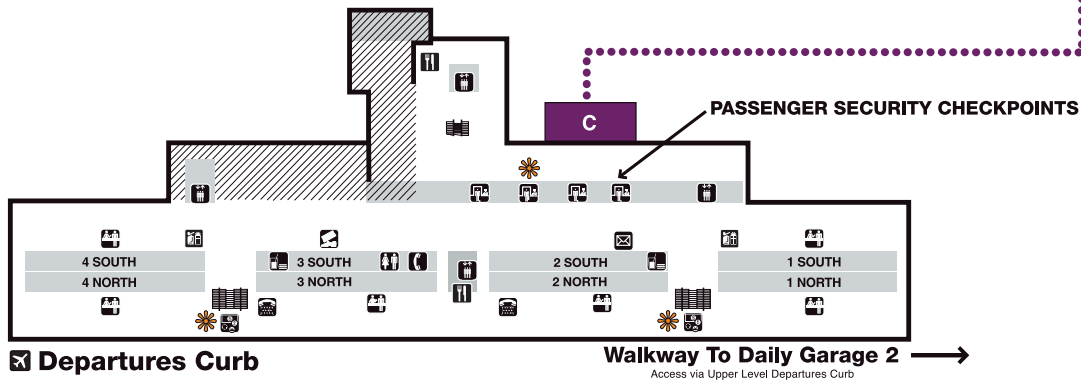 C
PASSENGER SECURITY CHECKPOINTS
4 SOUTH
3 SOUTH
2 SOUTH
1 SOUTH
4 NORTH
3 NORTH
2 NORTH
1 NORTH
Departures Curb
Walkway To Daily Garage 2
Access via Upper Level Departures Curb